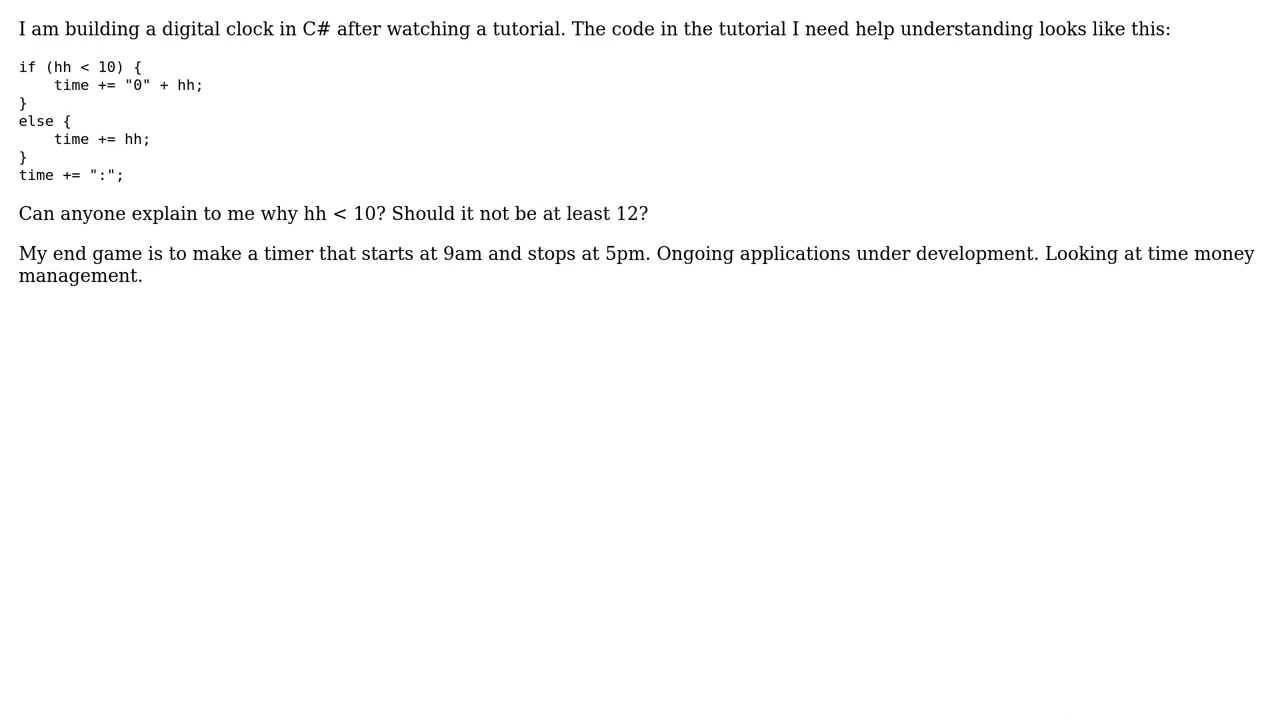 I am building a digital clock in C# after watching a tutorial. The code in the tutorial I need help understanding looks like this:
if (hh < 10) {
    time += "0" + hh;
}
else {
    time += hh;
}
time += ":";
Can anyone explain to me why hh < 10? Should it not be at least 12?
My end game is to make a timer that starts at 9am and stops at 5pm. Ongoing applications under development. Looking at time money
management.